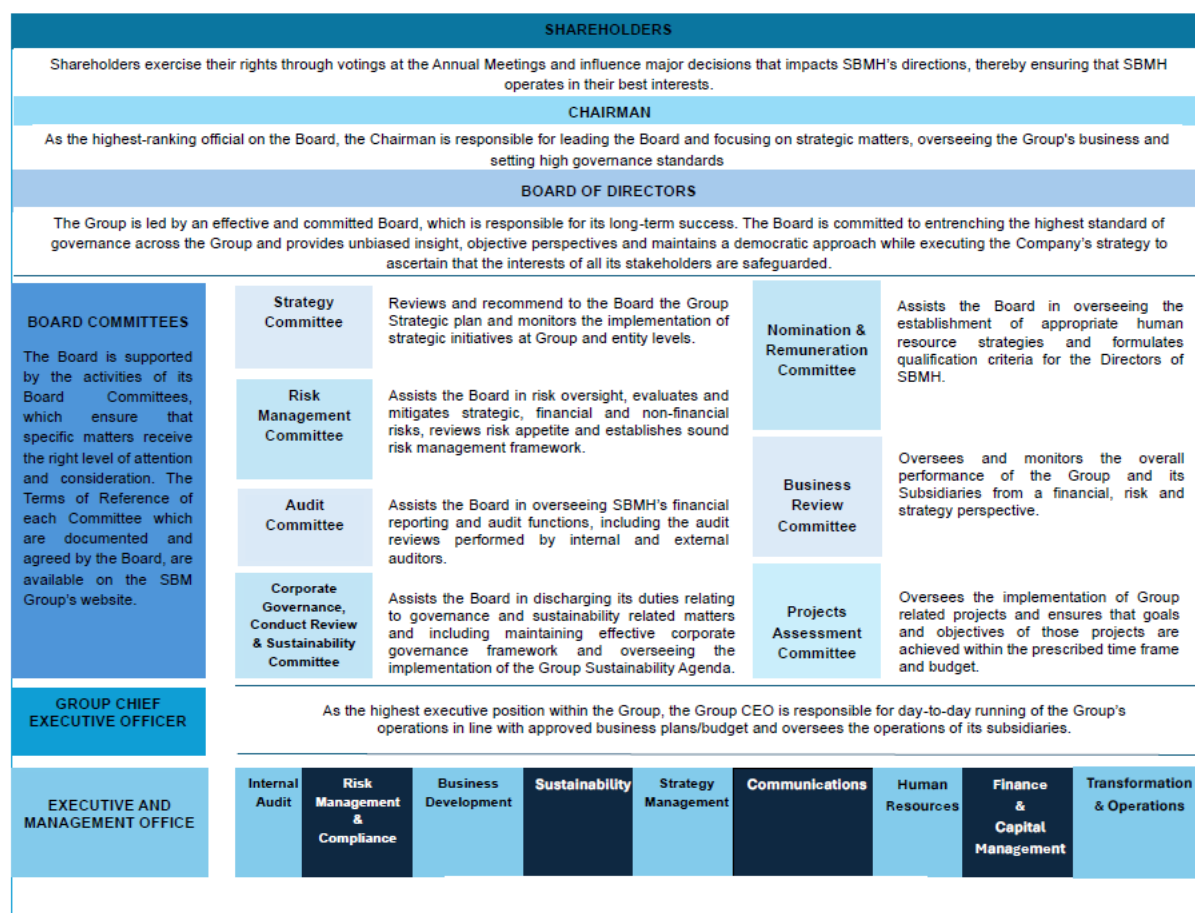 SHAREHOLDERS
Shareholders exercise their rights through votings at the Annual Meetings and influence major decisions that impacts SBMH's directions, thereby ensuring that SBMH
operates in their best interests.
CHAIRMAN
As the highest-ranking official on the Board, the Chairman is responsible for leading the Board and focusing on strategic matters, overseeing the Group's business and
setting high governance standards
BOARD OF DIRECTORS
The Group is led by an effective and committed Board, which is responsible for its long-term success. The Board is committed to entrenching the highest standard of
governance across the Group and provides unbiased insight, objective perspectives and maintains a democratic approach while executing the Company's strategy to
ascertain that the interests of all its stakeholders are safeguarded.
BOARD COMMITTEES
The Board is supported
by the activities of its
Board Committees,
which ensure that
specific matters receive
the right level of attention
and consideration. The
Terms of Reference of
each Committee which
are documented and
agreed by the Board, are
available on the SBM
Group's website.
Strategy
Committee
Reviews and recommend to the Board the Group
Strategic plan and monitors the implementation of
strategic initiatives at Group and entity levels.
Risk
Management
Committee
Assists the Board in risk oversight, evaluates and
mitigates strategic, financial and non-financial
risks, reviews risk appetite and establishes sound
risk management framework.
Audit
Committee
Assists the Board in overseeing SBMH's financial
reporting and audit functions, including the audit
reviews performed by internal and external
auditors.
Corporate
Governance,
Conduct Review
& Sustainability
Committee
Assists the Board in discharging its duties relating
to governance and sustainability related matters
and including maintaining effective corporate
governance framework and overseeing the
implementation of the Group Sustainability Agenda.
Nomination &
Remuneration
Committee
Assists the Board in overseeing the
establishment of appropriate human
resource strategies and formulates
qualification criteria for the Directors of
SBMH.
Business
Review
Committee
Oversees and monitors the overall
performance of the Group and its
Subsidiaries from a financial, risk and
strategy perspective.
Projects
Assessment
Committee
Oversees the implementation of Group
related projects and ensures that goals
and objectives of those projects are
achieved within the prescribed time frame
and budget.
GROUP CHIEF
EXECUTIVE OFFICER
As the highest executive position within the Group, the Group CEO is responsible for day-to-day running of the Group's
operations in line with approved business plans/budget and oversees the operations of its subsidiaries.
EXECUTIVE AND
MANAGEMENT OFFICE
Internal
Audit
Risk
Management
&
Compliance
Business
Development
Sustainability
Strategy
Management
Communications
Human
Resources
Finance
&
Capital
Management
Transformation
& Operations